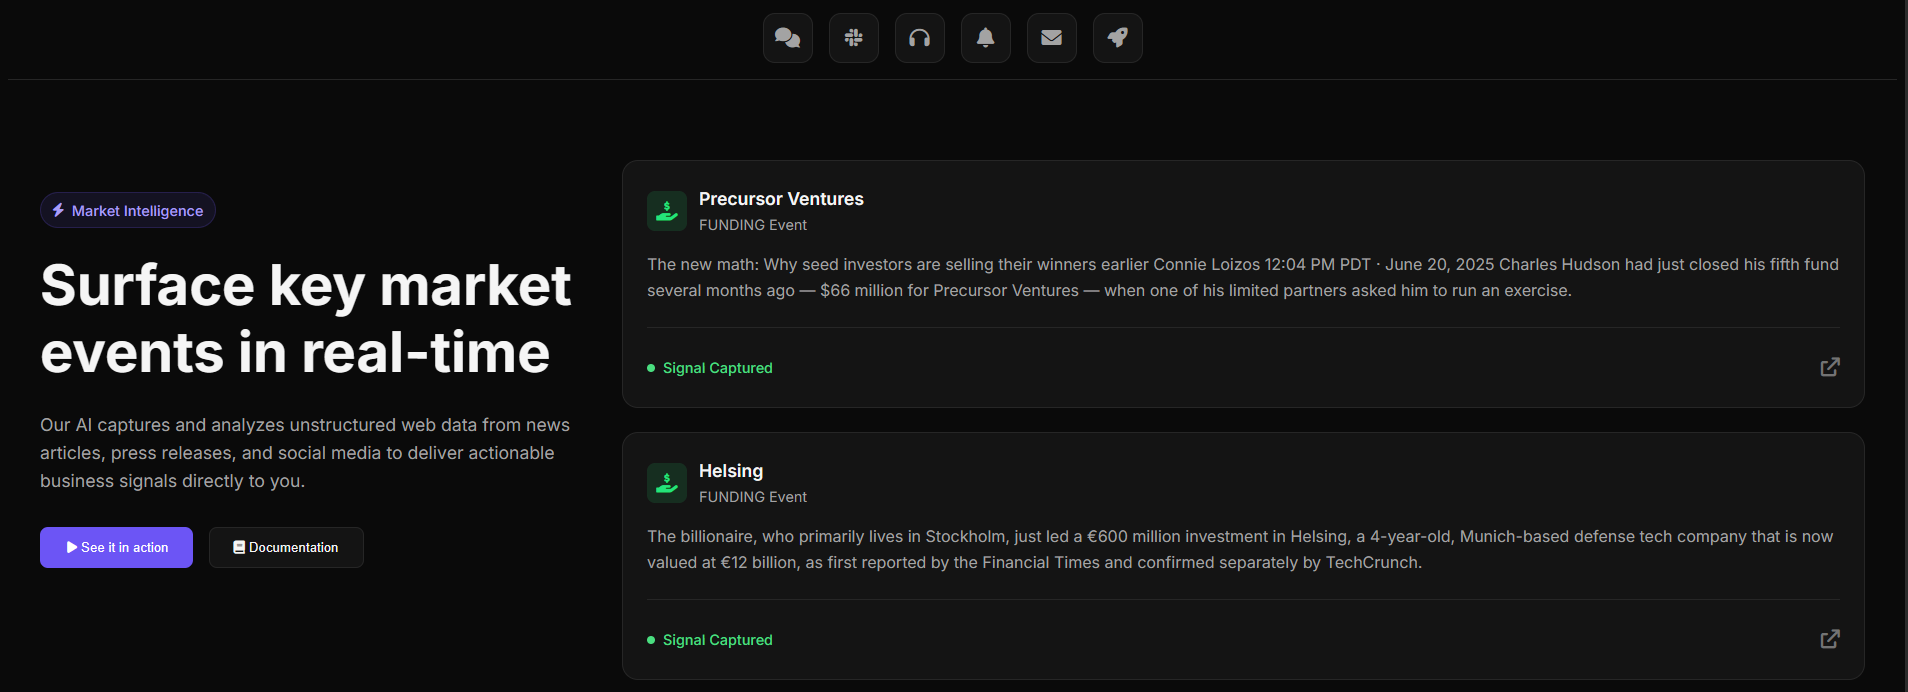 Market Intelligence
Surface key market
events in real-time
Our AI captures and analyzes unstructured web data from news
articles, press releases, and social media to deliver actionable
business signals directly to you.
See it in action
Documentation
Precursor Ventures
FUNDING Event
The new math: Why seed investors are selling their winners earlier Connie Loizos 12:04 PM PDT · June 20, 2025 Charles Hudson had just closed his fifth fund
several months ago — $66 million for Precursor Ventures — when one of his limited partners asked him to run an exercise.
Signal Captured
Helsing
FUNDING Event
The billionaire, who primarily lives in Stockholm, just led a €600 million investment in Helsing, a 4-year-old, Munich-based defense tech company that is now
valued at €12 billion, as first reported by the Financial Times and confirmed separately by TechCrunch.
Signal Captured